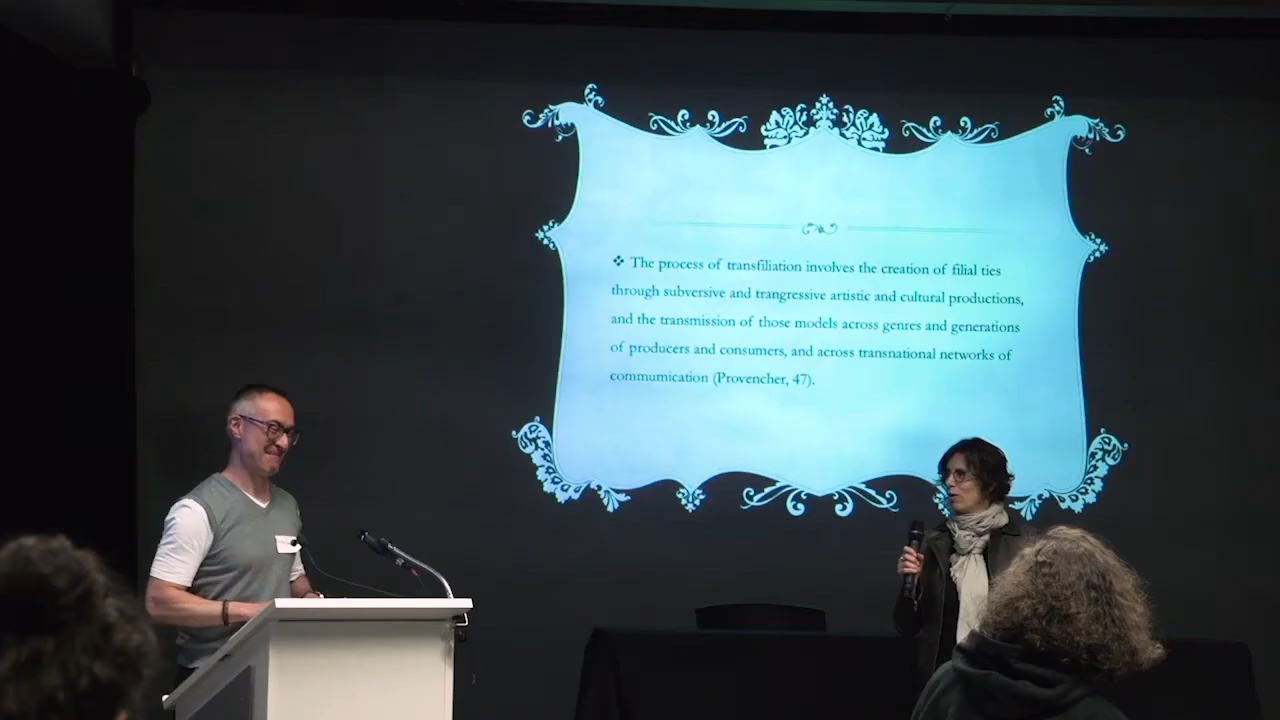 ❖ The process of transfiliation involves the creation of filial ties
through subversive and trangressive artistic and cultural productions,
and the transmission of those models across genres and generations
of producers and consumers, and across transnational networks of
commumication (Provencher, 47).